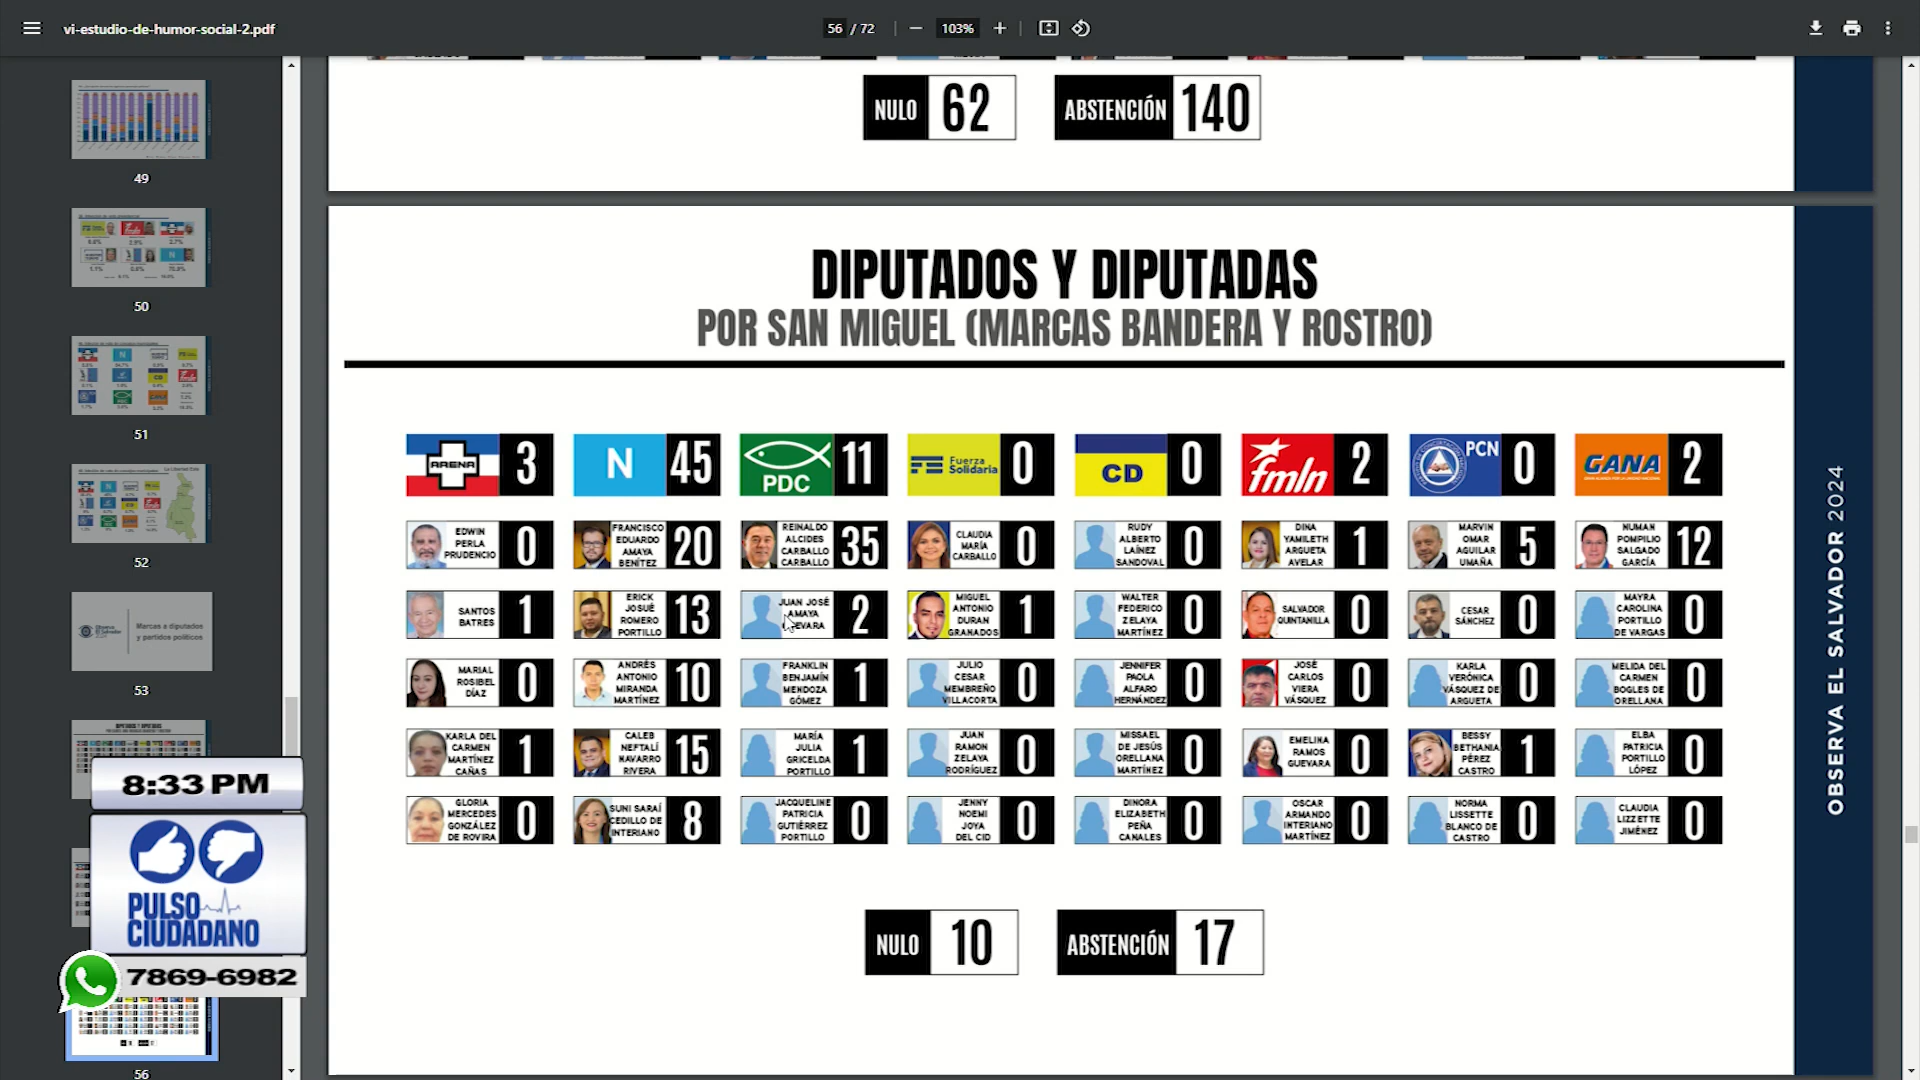 vi-estudio-de-humor-social-2.pdf
56 / 72
103%
49
50
51
52
Marcas a diputados
y partidos políticos
53
56
8:33 PM
PULSO
CIUDADANO
7869-6982
NULO 62
ABSTENCIÓN 140
DIPUTADOS Y DIPUTADAS
POR SAN MIGUEL (MARCAS BANDERA Y ROSTRO)
ARENA 3
N 45
PDC 11
Fuerza Solidaria 0
CD 0
fmln 2
PCN 0
GANA 2
EDWIN PERLA PRUDENCIO 0
FRANCISCO EDUARDO AMAYA BENÍTEZ 20
REINALDO ALCIDES CARBALLO CARBALLO 35
CLAUDIA MARÍA CARBALLO 0
RUDY ALBERTO LAÍNEZ SANDOVAL 0
DINA YAMILETH ARGUETA AVELAR 1
MARVIN OMAR AGUILAR UMAÑA 5
NUMAN POMPILIO SALGADO GARCÍA 12
SANTOS BATRES 1
ERICK JOSUÉ ROMERO PORTILLO 13
JUAN JOSÉ AMAYA 2
MIGUEL ANTONIO DURAN GRANADOS 1
WALTER FEDERICO ZELAYA MARTÍNEZ 0
SALVADOR QUINTANILLA 0
CESAR SÁNCHEZ 0
MAYRA CAROLINA PORTILLO DE VARGAS 0
MARIAL ROSIBEL DÍAZ 0
ANDRÉS ANTONIO MIRANDA MARTÍNEZ 10
FRANKLIN BENJAMÍN MENDOZA GÓMEZ 1
JULIO CESAR MEMBREÑO VILLACORTA 0
JENNIFER PAOLA ALFARO HERNÁNDEZ 0
JOSÉ CARLOS VIERA VÁSQUEZ 0
KARLA VERÓNICA VÁSQUEZ DE ARGUETA 0
MELIDA DEL CARMEN BOGLES DE ORELLANA 0
KARLA DEL CARMEN MARTÍNEZ CAÑAS 1
CALEB NEFTALÍ NAVARRO RIVERA 15
MARÍA JULIA GRICELDA PORTILLO 1
JUAN RAMON ZELAYA RODRÍGUEZ 0
MISSAEL DE JESÚS ORELLANA MARTÍNEZ 0
EMELINA RAMOS GUEVARA 0
BESSY BETHANIA PÉREZ CASTRO 1
ELBA PATRICIA PORTILLO LÓPEZ 0
GLORIA MERCEDES GONZÁLEZ DE ROVIRA 0
SUNI SARAÍ CEDILLO DE INTERIANO 8
JACQUELINE PATRICIA GUTIÉRREZ PORTILLO 0
JENNY NOEMI JOYA DEL CID 0
DINORA ELIZABETH PEÑA CANALES 0
OSCAR ARMANDO INTERIANO MARTÍNEZ 0
NORMA LISSETTE BLANCO DE CASTRO 0
CLAUDIA LIZZETTE JIMÉNEZ 0
NULO 10
ABSTENCIÓN 17
OBSERVA EL SALVADOR 2024